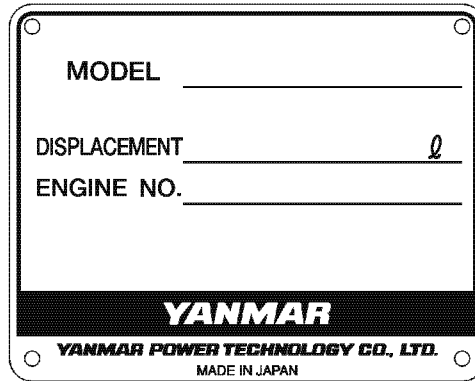 MODEL
DISPLACEMENT ℓ
ENGINE NO.
YANMAR
YANMAR POWER TECHNOLOGY CO., LTD.
MADE IN JAPAN